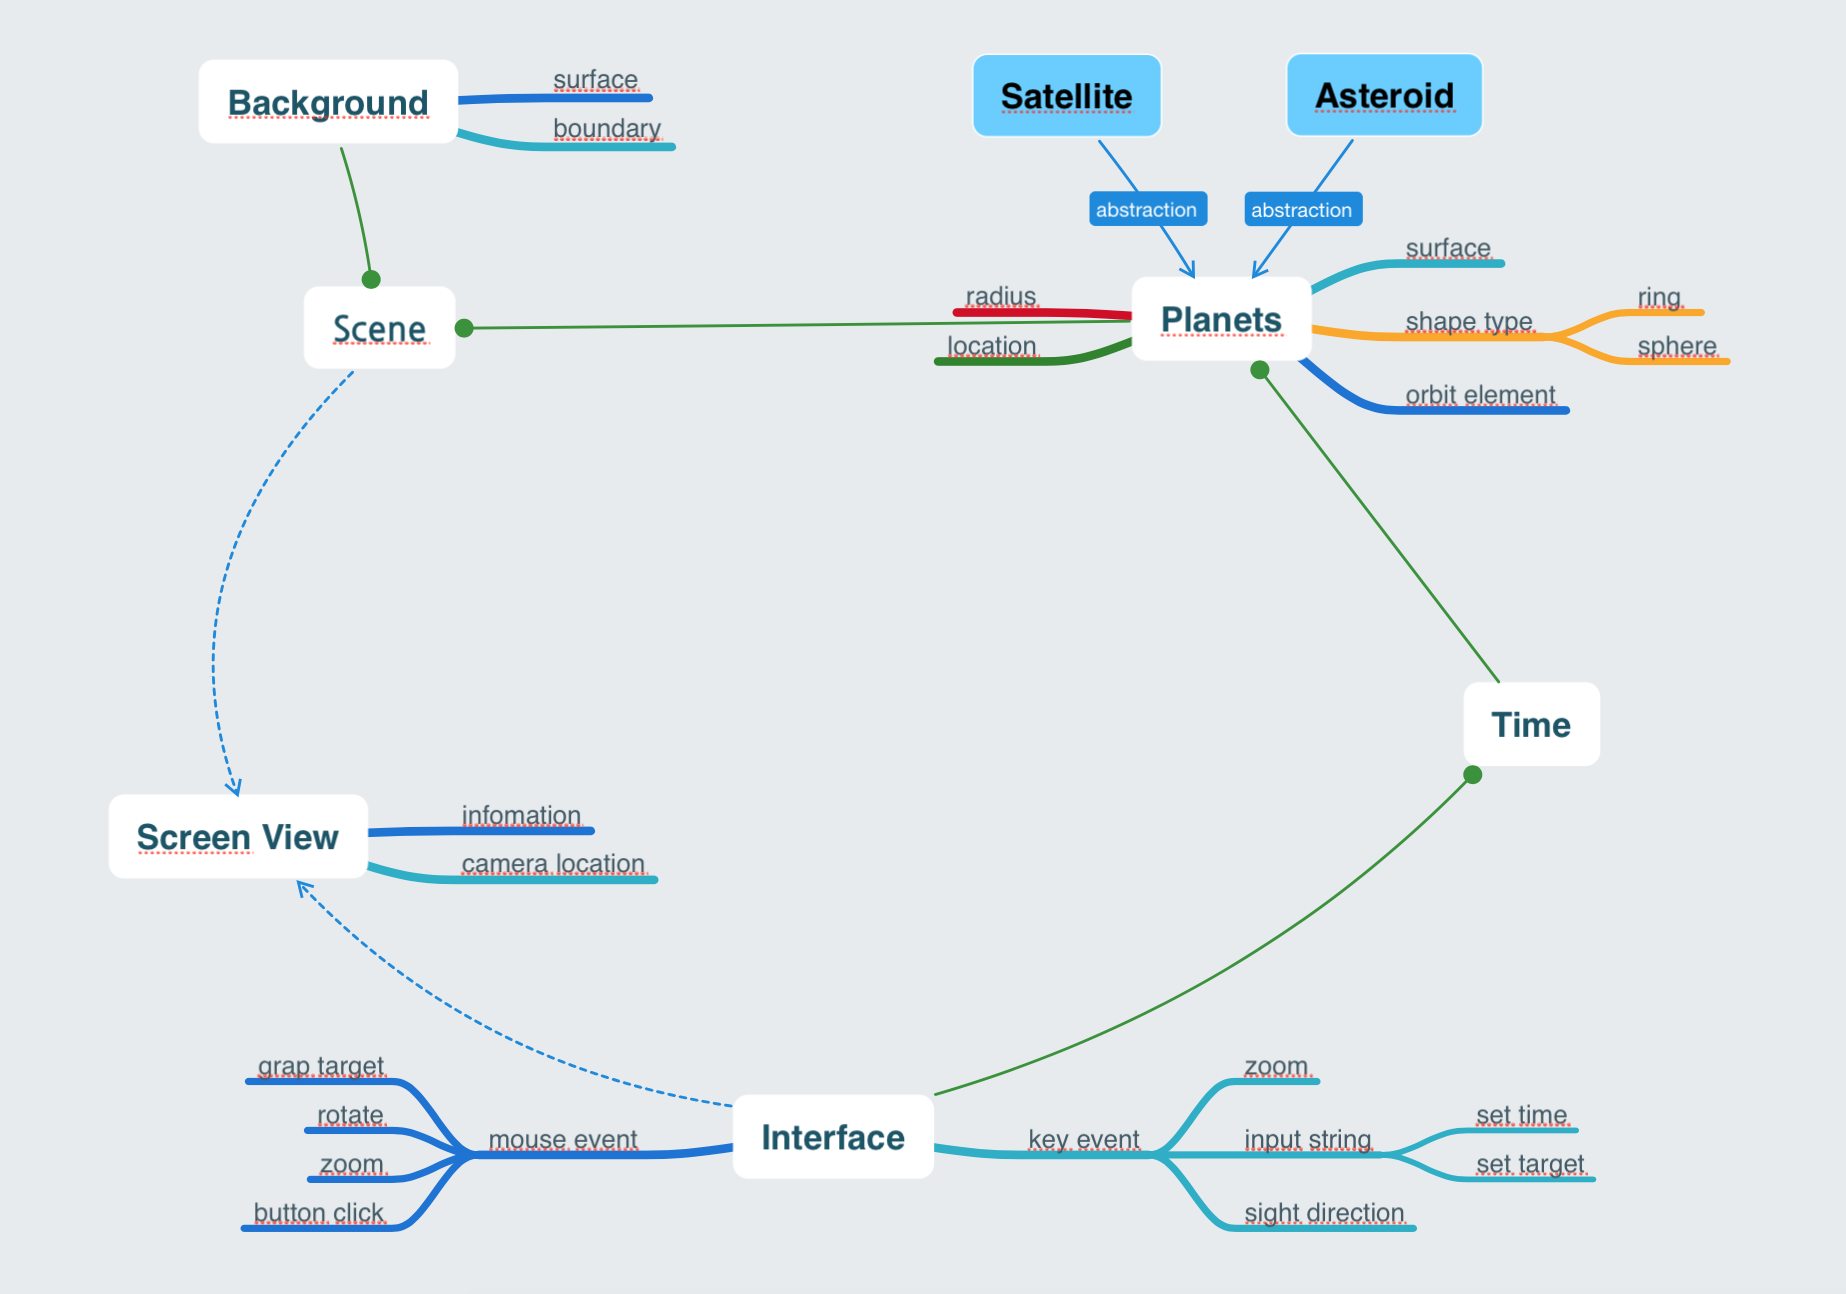 Background
surface
boundary
Satellite
Asteroid
abstraction
abstraction
Scene
radius
location
Planets
surface
shape type
ring
sphere
orbit element
Time
Screen View
infomation
camera location
grap target
rotate
zoom
button click
mouse event
Interface
key event
zoom
input string
set time
set target
sight direction